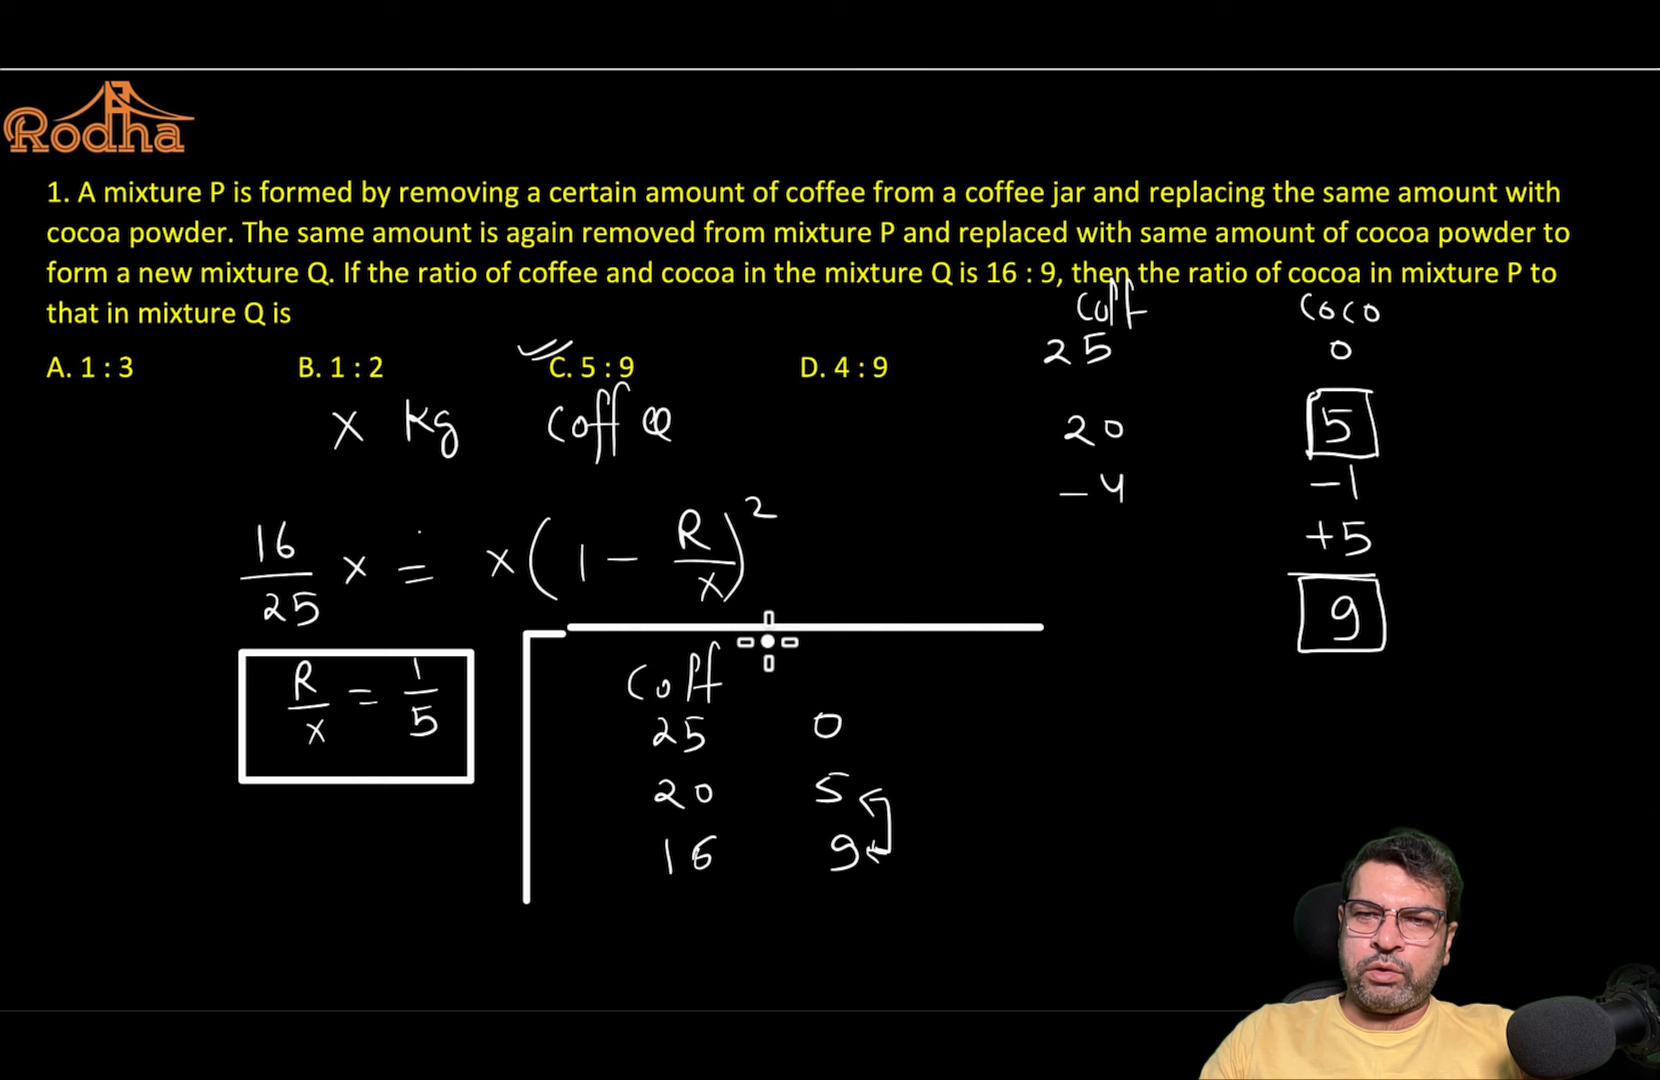 Rodha
1. A mixture P is formed by removing a certain amount of coffee from a coffee jar and replacing the same amount with
cocoa powder. The same amount is again removed from mixture P and replaced with same amount of cocoa powder to
form a new mixture Q. If the ratio of coffee and cocoa in the mixture Q is 16 : 9, then the ratio of cocoa in mixture P to
that in mixture Q is
A. 1 : 3 B. 1 : 2 C. 5 : 9 D. 4 : 9
Coff Coco
25 0
x kg Coff
20 5
-4 -1
+5
9
16/25 x = x(1 - R/x)^2
R/x = 1/5
Coff
25 0
20 5
16 9